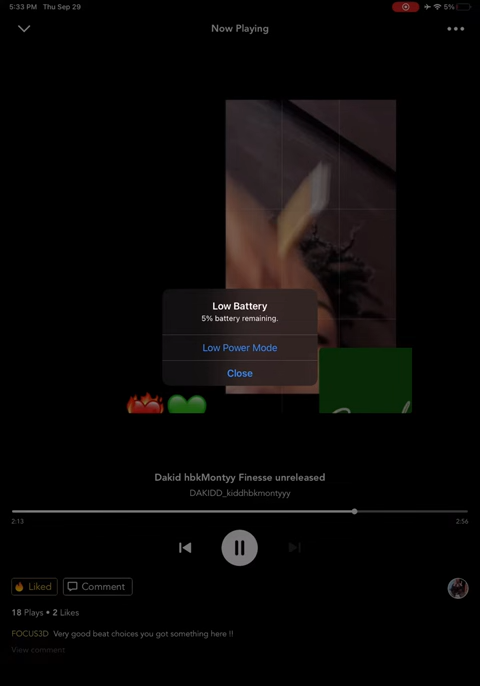 5:33 PM Thu Sep 29 5%
Now Playing
Low Battery
5% battery remaining.
Low Power Mode
Close
Dakid hbkMontyy Finesse unreleased
DAKIDD_kiddhbkmontyyy
2:13 2:56
Liked Comment
18 Plays • 2 Likes
FOCUS3D Very good beat choices you got something here !!
View comment